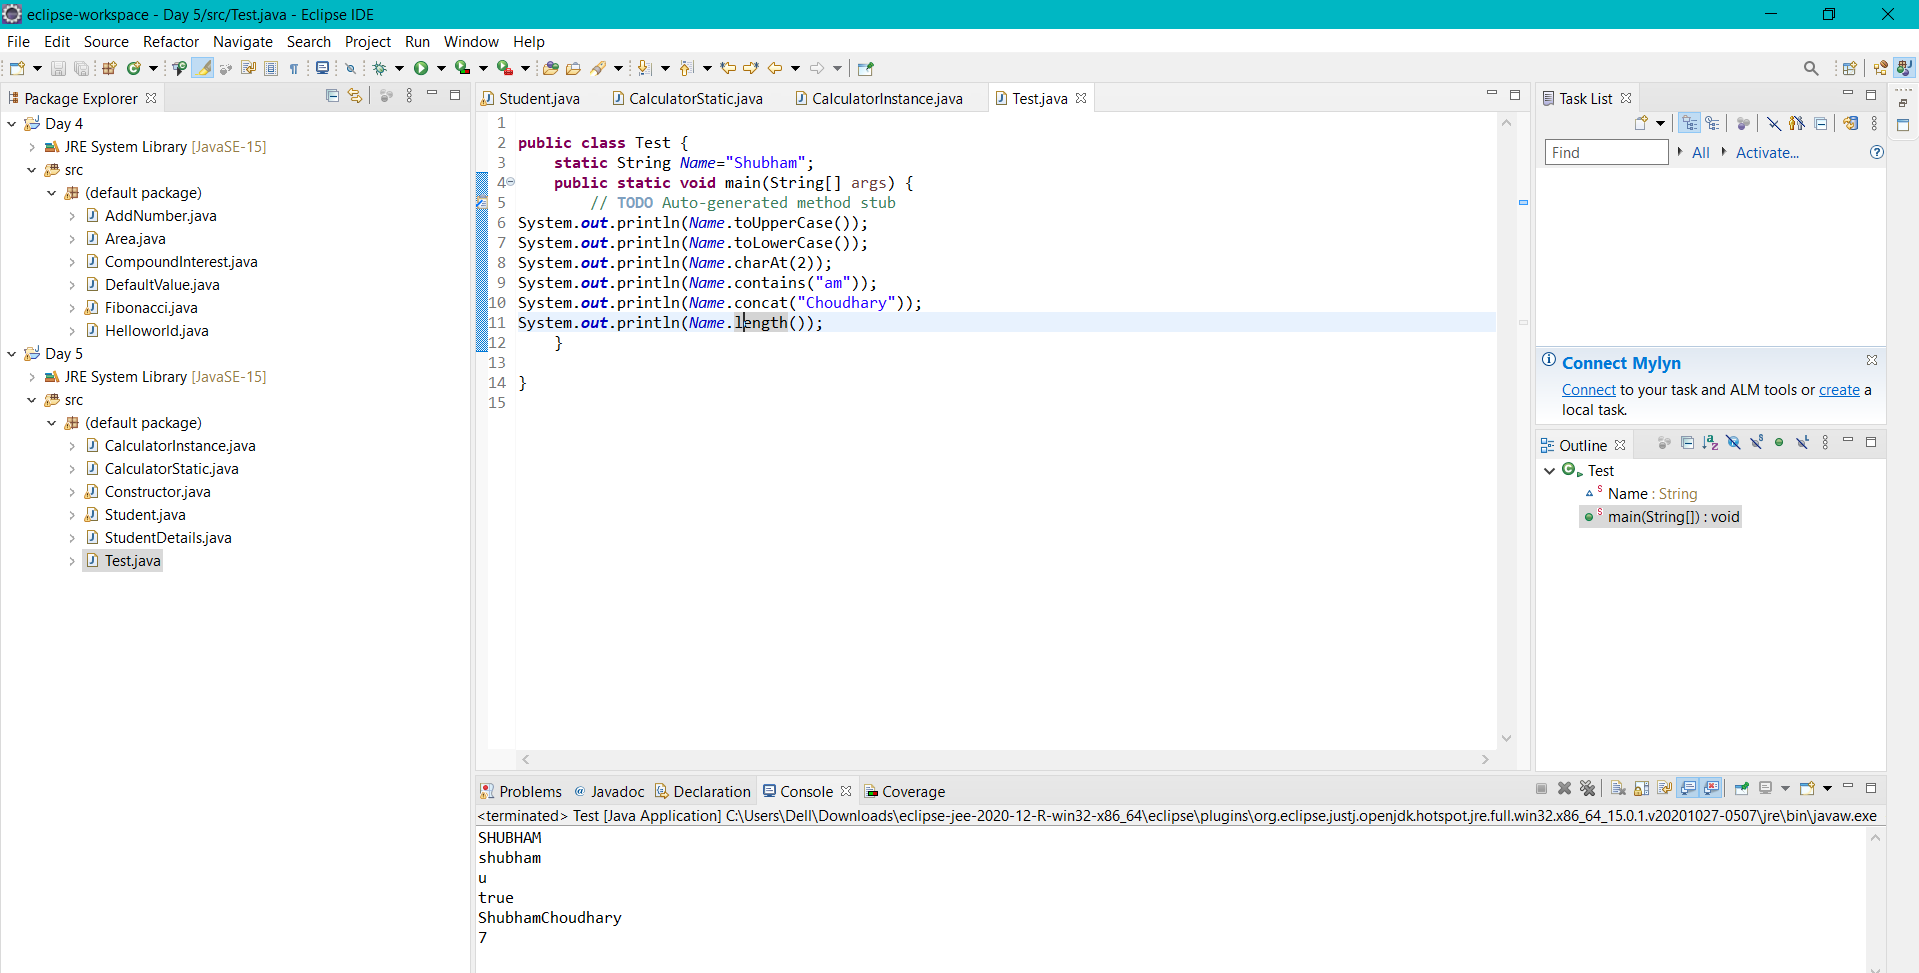 eclipse-workspace - Day 5/src/Test.java - Eclipse IDE
File Edit Source Refactor Navigate Search Project Run Window Help
Package Explorer
Day 4
JRE System Library [JavaSE-15]
src
(default package)
AddNumber.java
Area.java
CompoundInterest.java
DefaultValue.java
Fibonacci.java
Helloworld.java
Day 5
JRE System Library [JavaSE-15]
src
(default package)
CalculatorInstance.java
CalculatorStatic.java
Constructor.java
Student.java
StudentDetails.java
Test.java
Student.java CalculatorStatic.java CalculatorInstance.java Test.java
1
2 public class Test {
3 static String Name="Shubham";
4 public static void main(String[] args) {
5 // TODO Auto-generated method stub
6 System.out.println(Name.toUpperCase());
7 System.out.println(Name.toLowerCase());
8 System.out.println(Name.charAt(2));
9 System.out.println(Name.contains("am"));
10 System.out.println(Name.concat("Choudhary"));
11 System.out.println(Name.length());
12 }
13
14 }
15
Task List
Find All Activate...
Connect Mylyn
Connect to your task and ALM tools or create a
local task.
Outline
Test
Name : String
main(String[]) : void
Problems Javadoc Declaration Console Coverage
<terminated> Test [Java Application] C:\Users\Dell\Downloads\eclipse-jee-2020-12-R-win32-x86_64\eclipse\plugins\org.eclipse.justj.openjdk.hotspot.jre.full.win32.x86_64_15.0.1.v20201027-0507\jre\bin\javaw.exe
SHUBHAM
shubham
u
true
ShubhamChoudhary
7